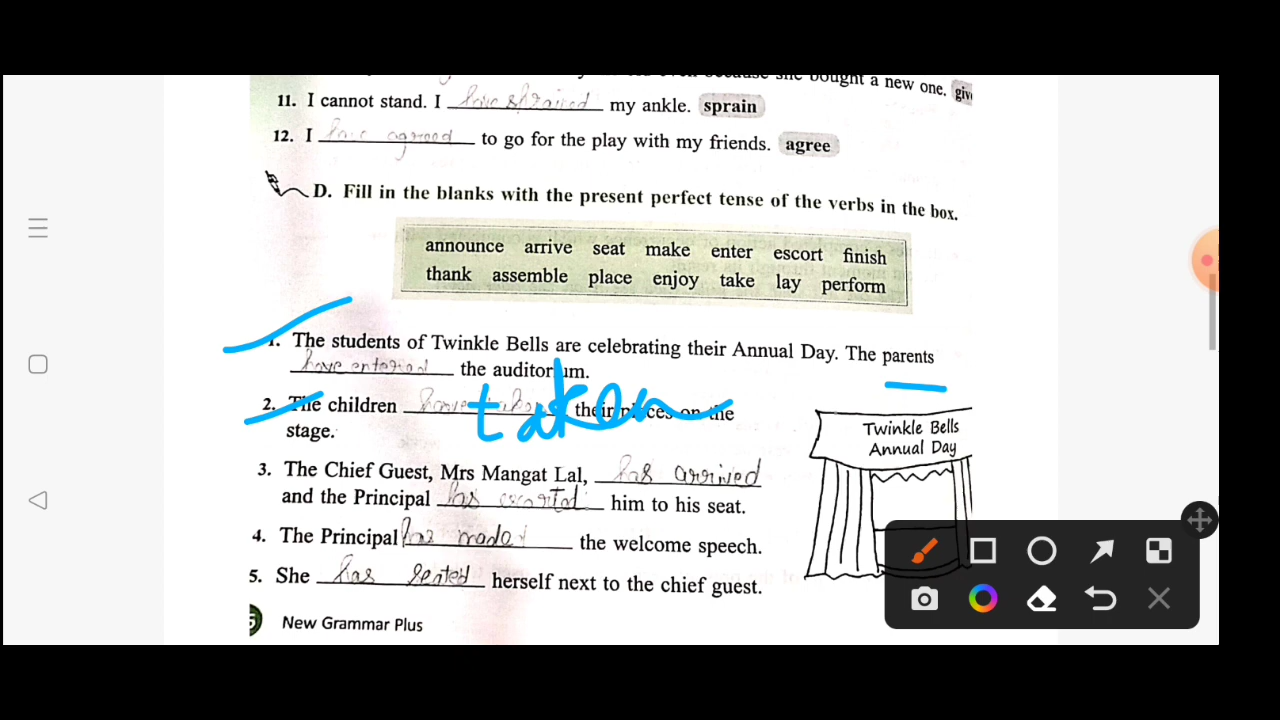 bought a new one. giv
11. I cannot stand. I have sprained my ankle. sprain
12. I have agreed to go for the play with my friends. agree
D. Fill in the blanks with the present perfect tense of the verbs in the box.
announce arrive seat make enter escort finish
thank assemble place enjoy take lay perform
1. The students of Twinkle Bells are celebrating their Annual Day. The parents
have entered the auditorium.
2. The children have taken their places on the
stage.
3. The Chief Guest, Mrs Mangat Lal, has arrived
and the Principal has escorted him to his seat.
4. The Principal has maded the welcome speech.
5. She has seated herself next to the chief guest.
Twinkle Bells
Annual Day
New Grammar Plus